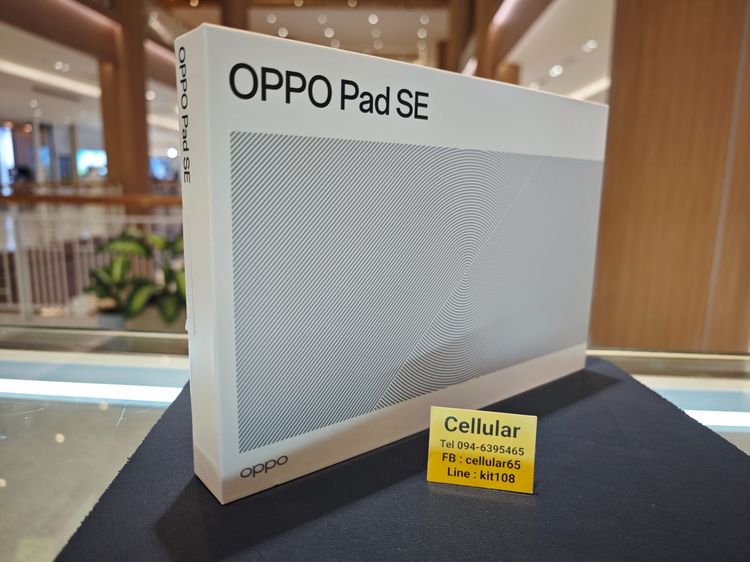 OPPO Pad SE
OPPO Pad SE
oppo
Cellular
Tel 094-6395465
FB : cellular65
Line : kit108